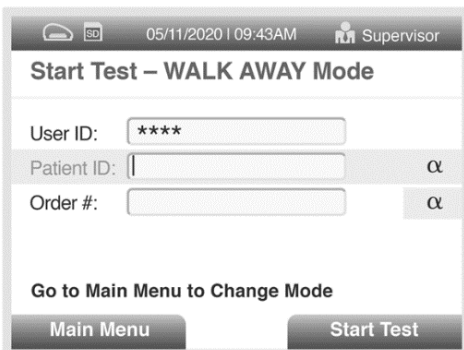 SD 05/11/2020 | 09:43AM Supervisor
Start Test – WALK AWAY Mode
User ID: ****
Patient ID: α
Order #: α
Go to Main Menu to Change Mode
Main Menu Start Test